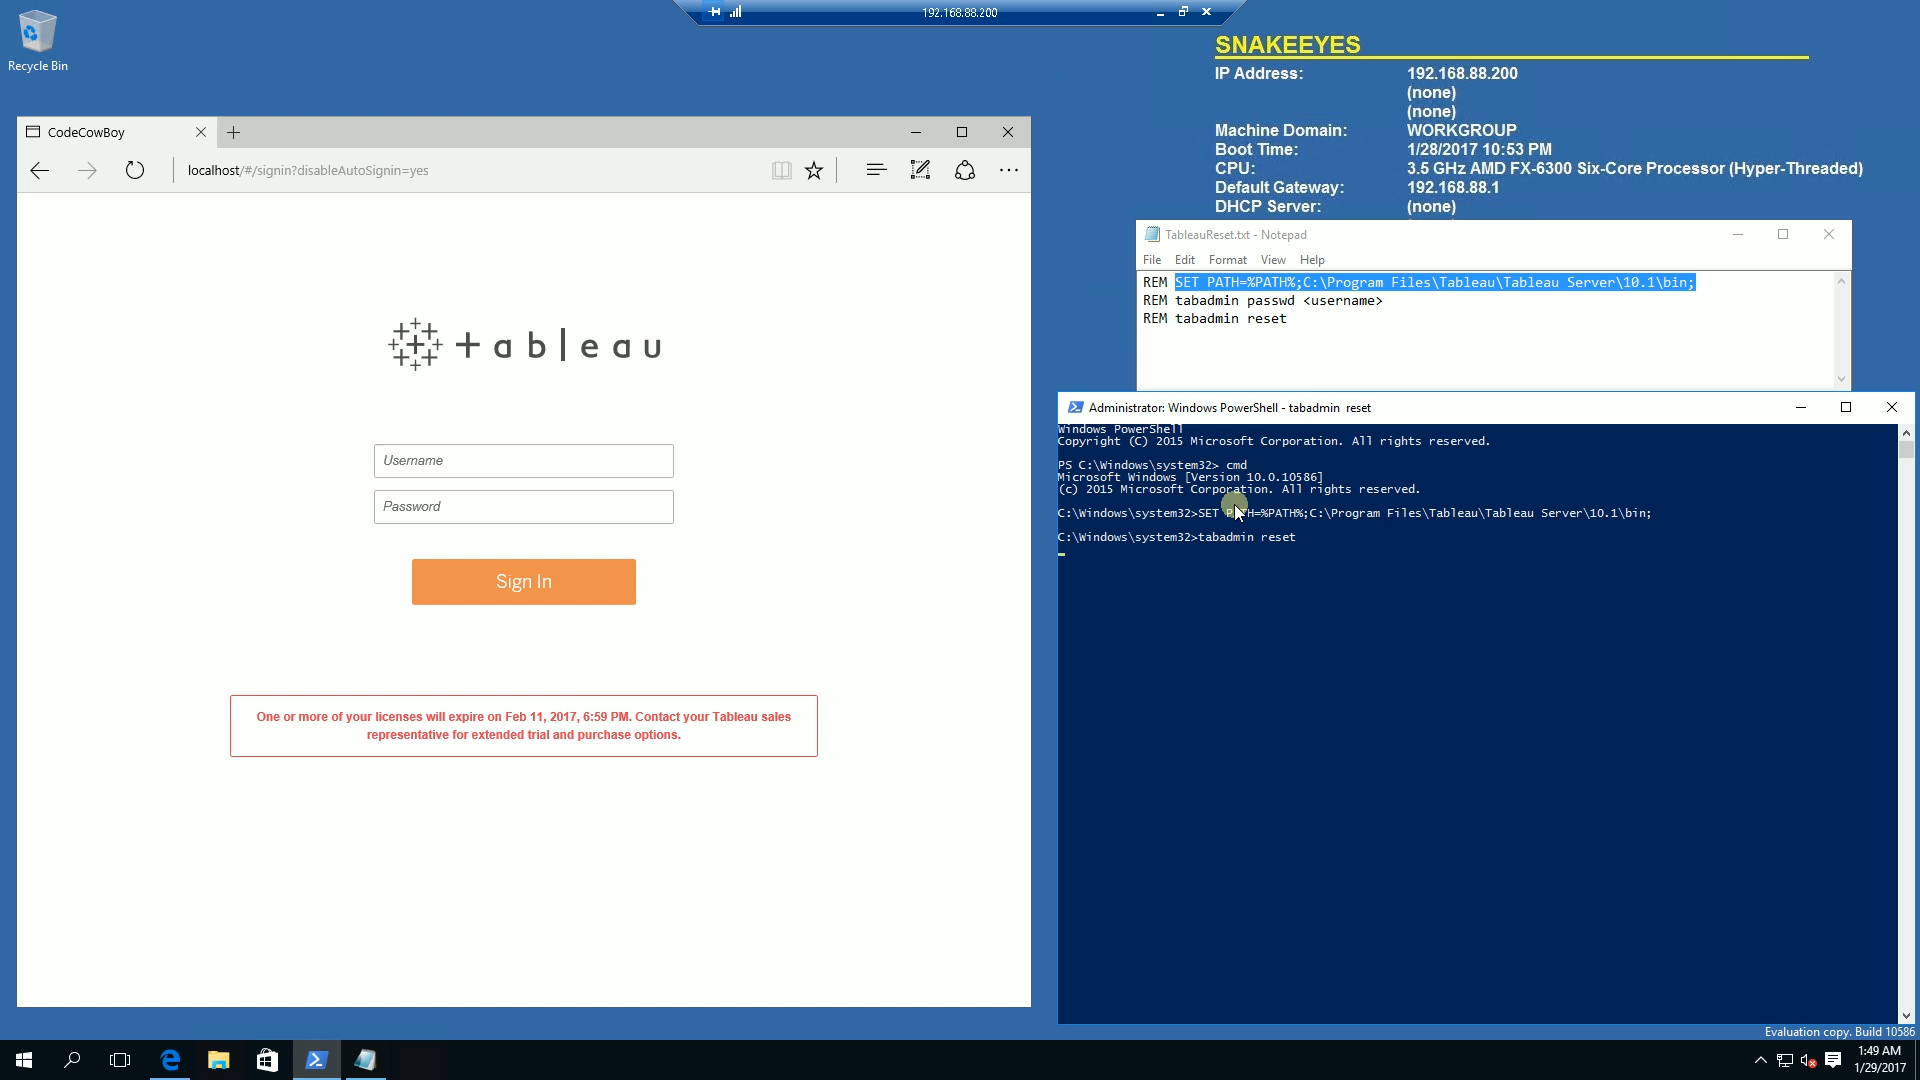 192.168.88.200
Recycle Bin
SNAKEEYES
IP Address: 192.168.88.200
(none)
(none)
Machine Domain: WORKGROUP
Boot Time: 1/28/2017 10:53 PM
CPU: 3.5 GHz AMD FX-6300 Six-Core Processor (Hyper-Threaded)
Default Gateway: 192.168.88.1
DHCP Server: (none)
CodeCowBoy
localhost/#/signin?disableAutoSignin=yes
+ableau
Username
Password
Sign In
One or more of your licenses will expire on Feb 11, 2017, 6:59 PM. Contact your Tableau sales
representative for extended trial and purchase options.
TableauReset.txt - Notepad
File Edit Format View Help
REM SET PATH=%PATH%;C:\Program Files\Tableau\Tableau Server\10.1\bin;
REM tabadmin passwd <username>
REM tabadmin reset
Administrator: Windows PowerShell - tabadmin reset
Windows PowerShell
Copyright (C) 2015 Microsoft Corporation. All rights reserved.
PS C:\Windows\system32> cmd
Microsoft Windows [Version 10.0.10586]
(c) 2015 Microsoft Corporation. All rights reserved.
C:\Windows\system32>SET PATH=%PATH%;C:\Program Files\Tableau\Tableau Server\10.1\bin;
C:\Windows\system32>tabadmin reset
Evaluation copy. Build 10586
1:49 AM
1/29/2017